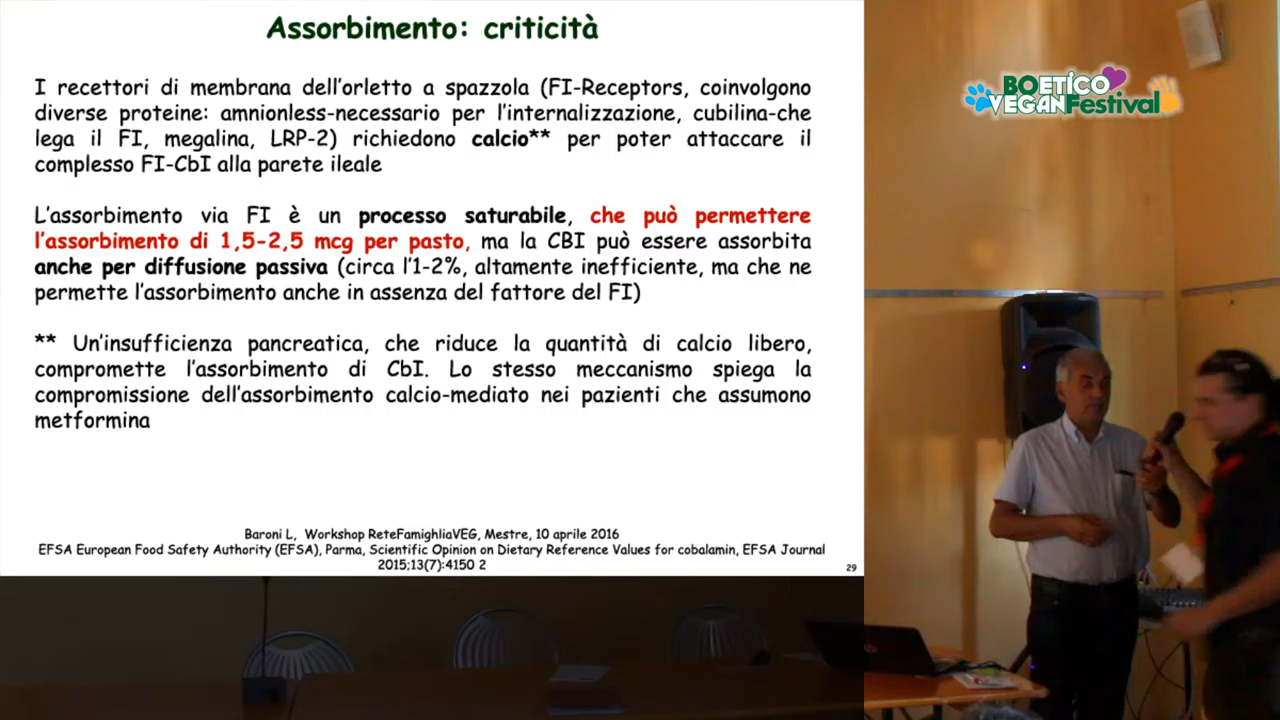 Assorbimento: criticità
I recettori di membrana dell'orletto a spazzola (FI-Receptors, coinvolgono
diverse proteine: amnionless-necessario per l'internalizzazione, cubilina-che
lega il FI, megalina, LRP-2) richiedono calcio** per poter attaccare il
complesso FI-CbI alla parete ileale
L'assorbimento via FI è un processo saturabile, che può permettere
l'assorbimento di 1,5-2,5 mcg per pasto, ma la CBI può essere assorbita
anche per diffusione passiva (circa l'1-2%, altamente inefficiente, ma che ne
permette l'assorbimento anche in assenza del fattore del FI)
** Un'insufficienza pancreatica, che riduce la quantità di calcio libero,
compromette l'assorbimento di CbI. Lo stesso meccanismo spiega la
compromissione dell'assorbimento calcio-mediato nei pazienti che assumono
metformina
Baroni L, Workshop ReteFamighliaVEG, Mestre, 10 aprile 2016
EFSA European Food Safety Authority (EFSA), Parma, Scientific Opinion on Dietary Reference Values for cobalamin, EFSA Journal
2015;13(7):4150 2
29
BOETICO
VEGANFestival